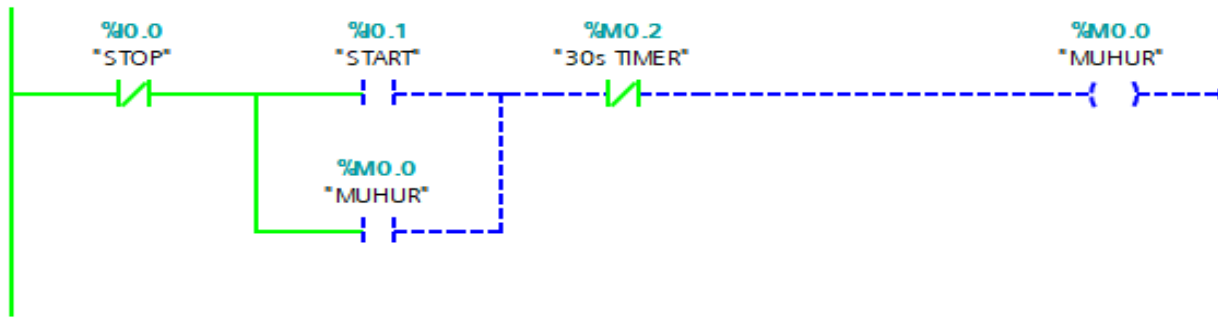 %I0.0
"STOP"
%I0.1
"START"
%M0.2
"30s TIMER"
%M0.0
"MUHUR"
%M0.0
"MUHUR"